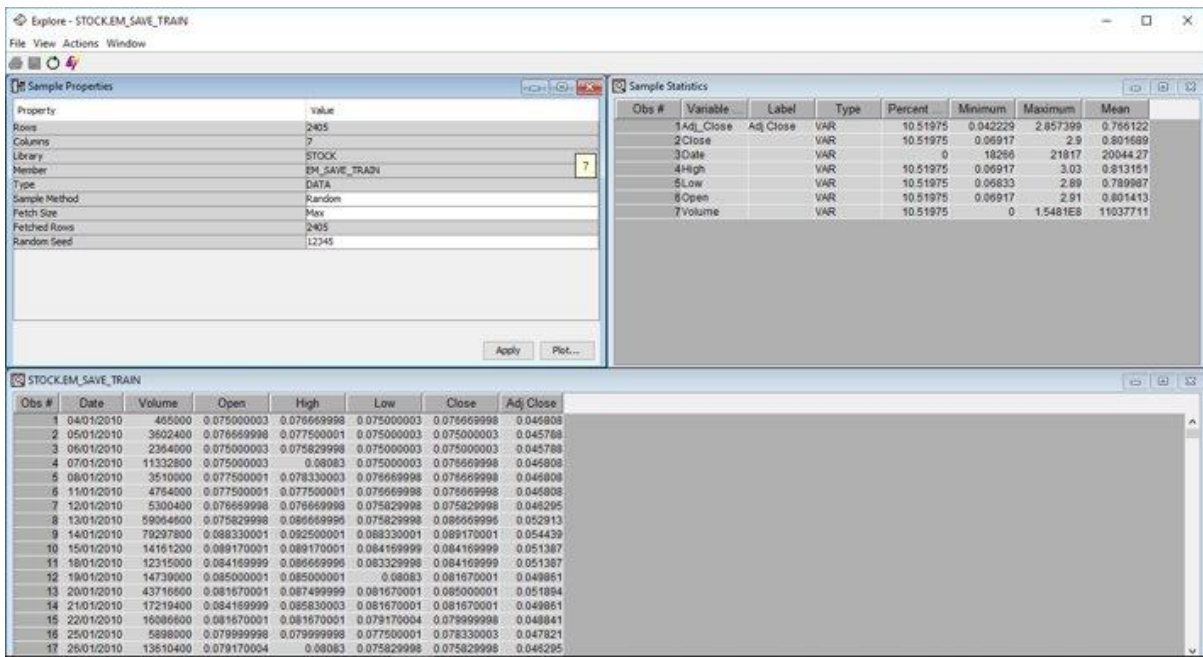 Explore - STOCK.EM_SAVE_TRAIN
File View Actions Window
Sample Properties
Property Value
Rows 2405
Columns 7
Library STOCK
Member EM_SAVE_TRAIN
Type DATA
Sample Method Random
Fetch Size Max
Fetched Rows 2405
Random Seed 12345
?
Apply Plot...
Sample Statistics
Obs # Variable ... Label Type Percent ... Minimum Maximum Mean
1 Adj_Close Adj Close VAR 10.51975 0.042229 2.857399 0.766122
2 Close VAR 10.51975 0.06917 2.9 0.801689
3 Date VAR 0 18266 21817 20044.27
4 High VAR 10.51975 0.06917 3.03 0.813151
5 Low VAR 10.51975 0.06833 2.89 0.789987
6 Open VAR 10.51975 0.06917 2.91 0.801413
7 Volume VAR 10.51975 0 1.5481E8 11037711
STOCK.EM_SAVE_TRAIN
Obs # Date Volume Open High Low Close Adj Close
1 04/01/2010 465000 0.075000003 0.076669998 0.075000003 0.076669998 0.046808
2 05/01/2010 3602400 0.076669998 0.077500001 0.075000003 0.075000003 0.045788
3 06/01/2010 2364000 0.075000003 0.075829998 0.075000003 0.075000003 0.045788
4 07/01/2010 11332800 0.075000003 0.08083 0.075000003 0.076669998 0.046808
5 08/01/2010 3510000 0.077500001 0.078330003 0.076669998 0.076669998 0.046808
6 11/01/2010 4764000 0.077500001 0.077500001 0.076669998 0.076669998 0.046808
7 12/01/2010 5300400 0.076669998 0.076669998 0.075829998 0.075829998 0.046295
8 13/01/2010 59064600 0.075829998 0.086669996 0.075829998 0.086669996 0.052913
9 14/01/2010 79297800 0.088330001 0.092500001 0.088330001 0.089170001 0.054439
10 15/01/2010 14161200 0.089170001 0.089170001 0.084169999 0.084169999 0.051387
11 18/01/2010 12315000 0.084169999 0.086669996 0.083329998 0.084169999 0.051387
12 19/01/2010 14739000 0.085000001 0.085000001 0.08083 0.081670001 0.049861
13 20/01/2010 43716600 0.081670001 0.087499999 0.081670001 0.085000001 0.051894
14 21/01/2010 17219400 0.084169999 0.085830003 0.081670001 0.081670001 0.049861
15 22/01/2010 16086600 0.081670001 0.081670001 0.079170004 0.079999998 0.048841
16 25/01/2010 5898000 0.079999998 0.079999998 0.077500001 0.078330003 0.047821
17 26/01/2010 13610400 0.079170004 0.08083 0.075829998 0.075829998 0.046295